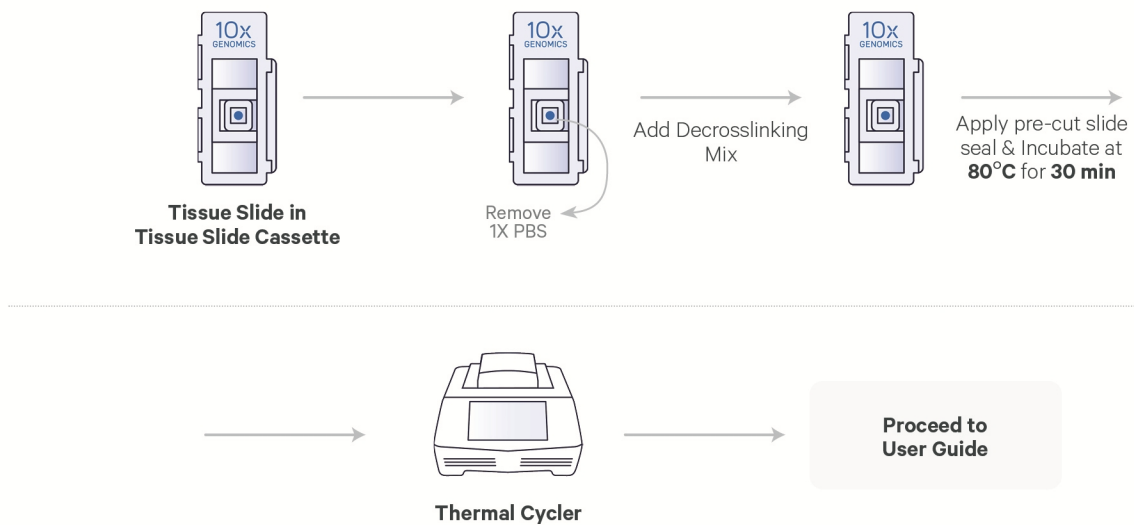 10x
GENOMICS
10x
GENOMICS
10x
GENOMICS
Add Decrosslinking
Mix
Apply pre-cut slide
seal & Incubate at
80°C for 30 min
Tissue Slide in
Tissue Slide Cassette
Remove
1X PBS
Proceed to
User Guide
Thermal Cycler